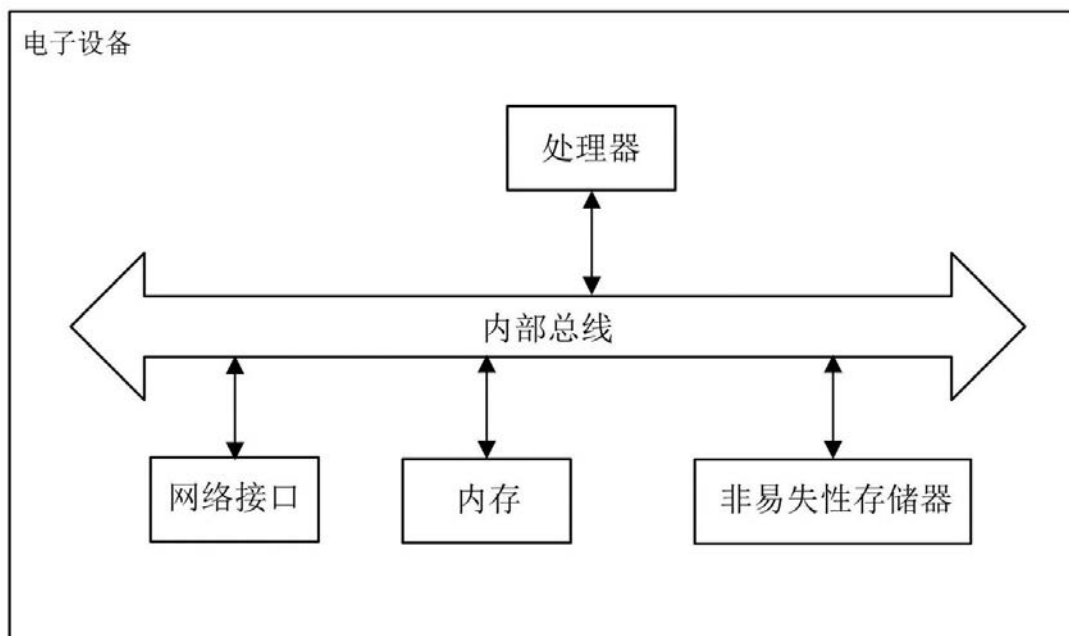 电子设备
处理器
内部总线
网络接口
内存
非易失性存储器